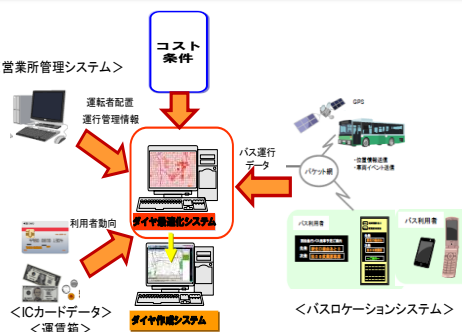 コスト
条件
営業所管理システム＞
運転者配置
運行管理情報
GPS
バス運行
データ
パケット網
・位置情報送信
・車両イベント送信
ダイヤ最適化システム
利用者動向
バス利用者
バス利用者
ダイヤ作成システム
＜ICカードデータ＞
＜運賃箱＞
＜バスロケーションシステム＞